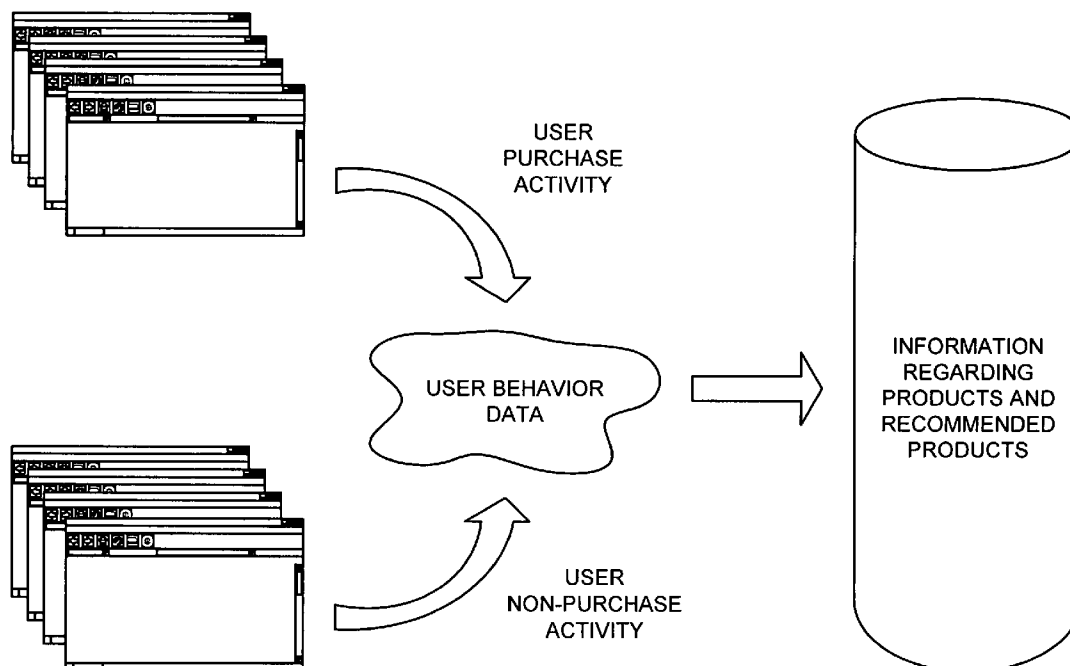 USER
PURCHASE
ACTIVITY
USER BEHAVIOR
DATA
INFORMATION
REGARDING
PRODUCTS AND
RECOMMENDED
PRODUCTS
USER
NON-PURCHASE
ACTIVITY